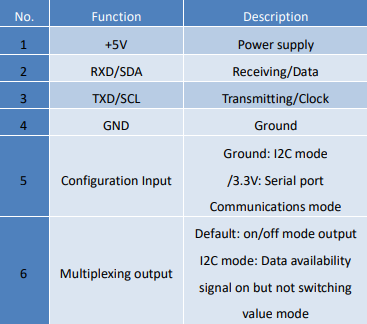 No. Function Description
1 +5V Power supply
2 RXD/SDA Receiving/Data
3 TXD/SCL Transmitting/Clock
4 GND Ground
5 Configuration Input Ground: I2C mode
/3.3V: Serial port
Communications mode
6 Multiplexing output Default: on/off mode output
I2C mode: Data availability
signal on but not switching
value mode